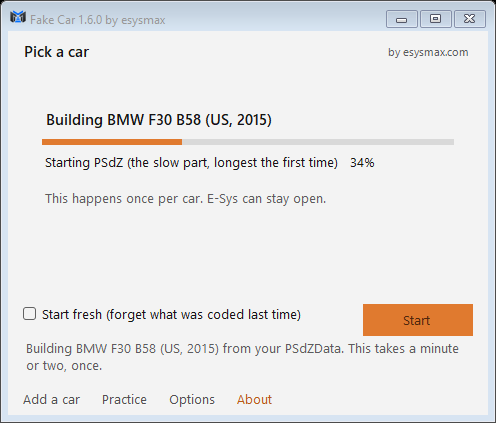 Fake Car 1.6.0 by esysmax
Pick a car
by esysmax.com
Building BMW F30 B58 (US, 2015)
Starting PSdZ (the slow part, longest the first time) 34%
This happens once per car. E-Sys can stay open.
Start fresh (forget what was coded last time)
Start
Building BMW F30 B58 (US, 2015) from your PSdZData. This takes a minute
or two, once.
Add a car Practice Options About